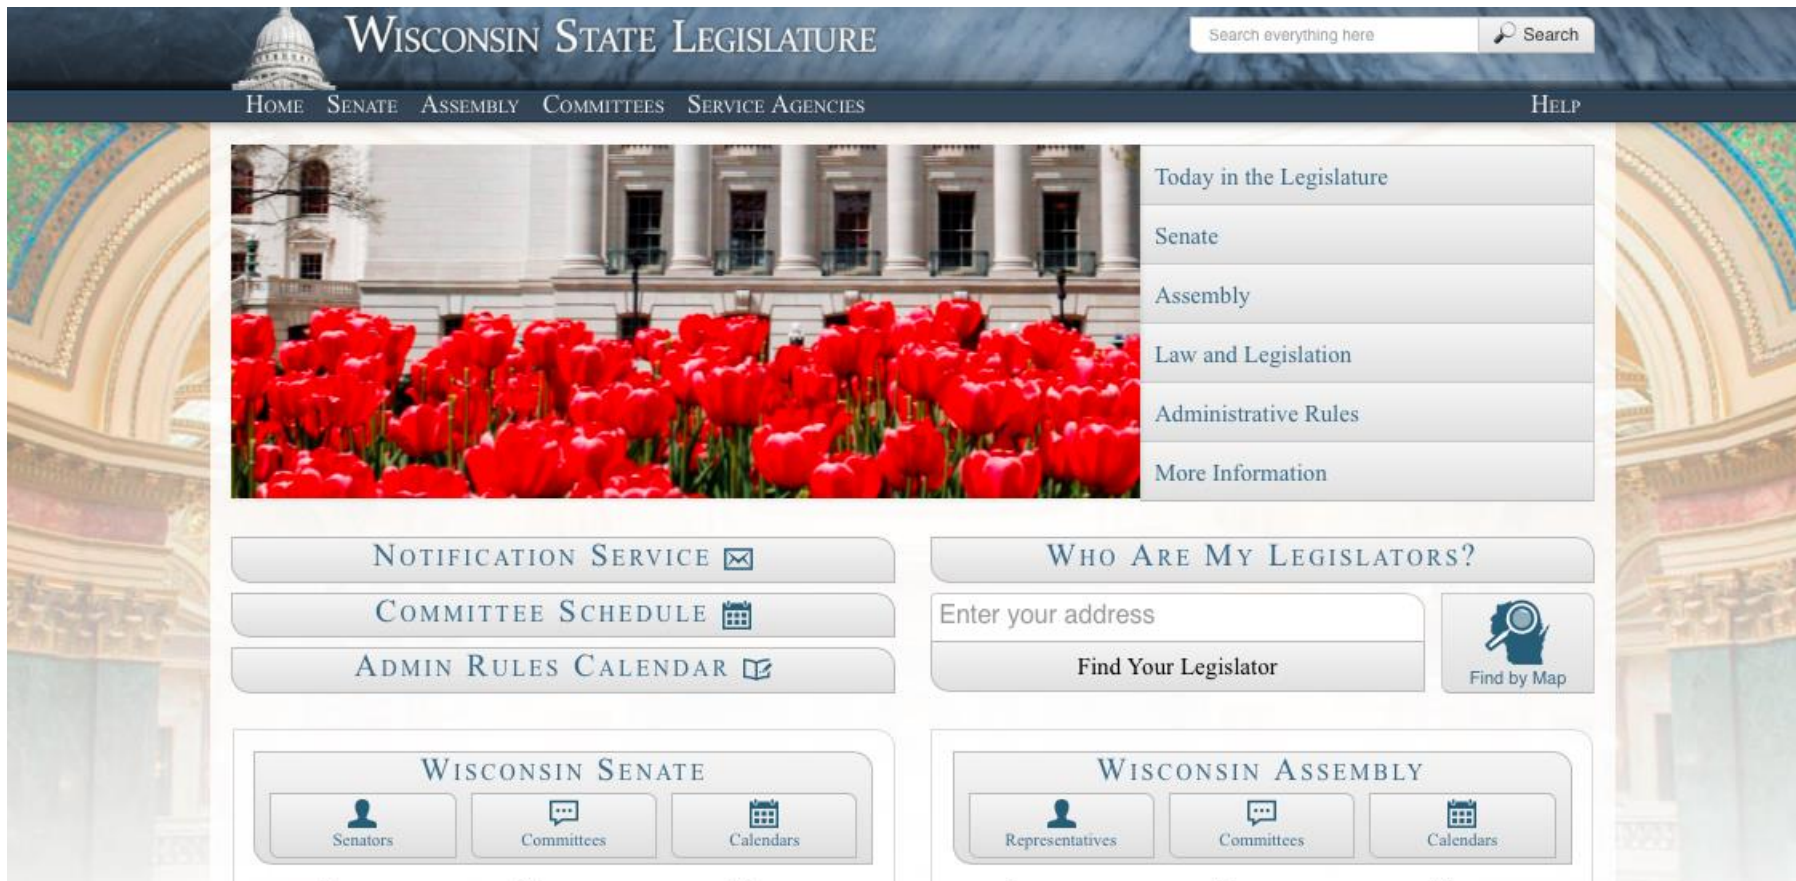 Wisconsin State Legislature
Search everything here
Search
Home Senate Assembly Committees Service Agencies Help
Today in the Legislature
Senate
Assembly
Law and Legislation
Administrative Rules
More Information
Notification Service
Committee Schedule
Admin Rules Calendar
Who Are My Legislators?
Enter your address
Find Your Legislator
Find by Map
Wisconsin Senate
Senators Committees Calendars
Wisconsin Assembly
Representatives Committees Calendars